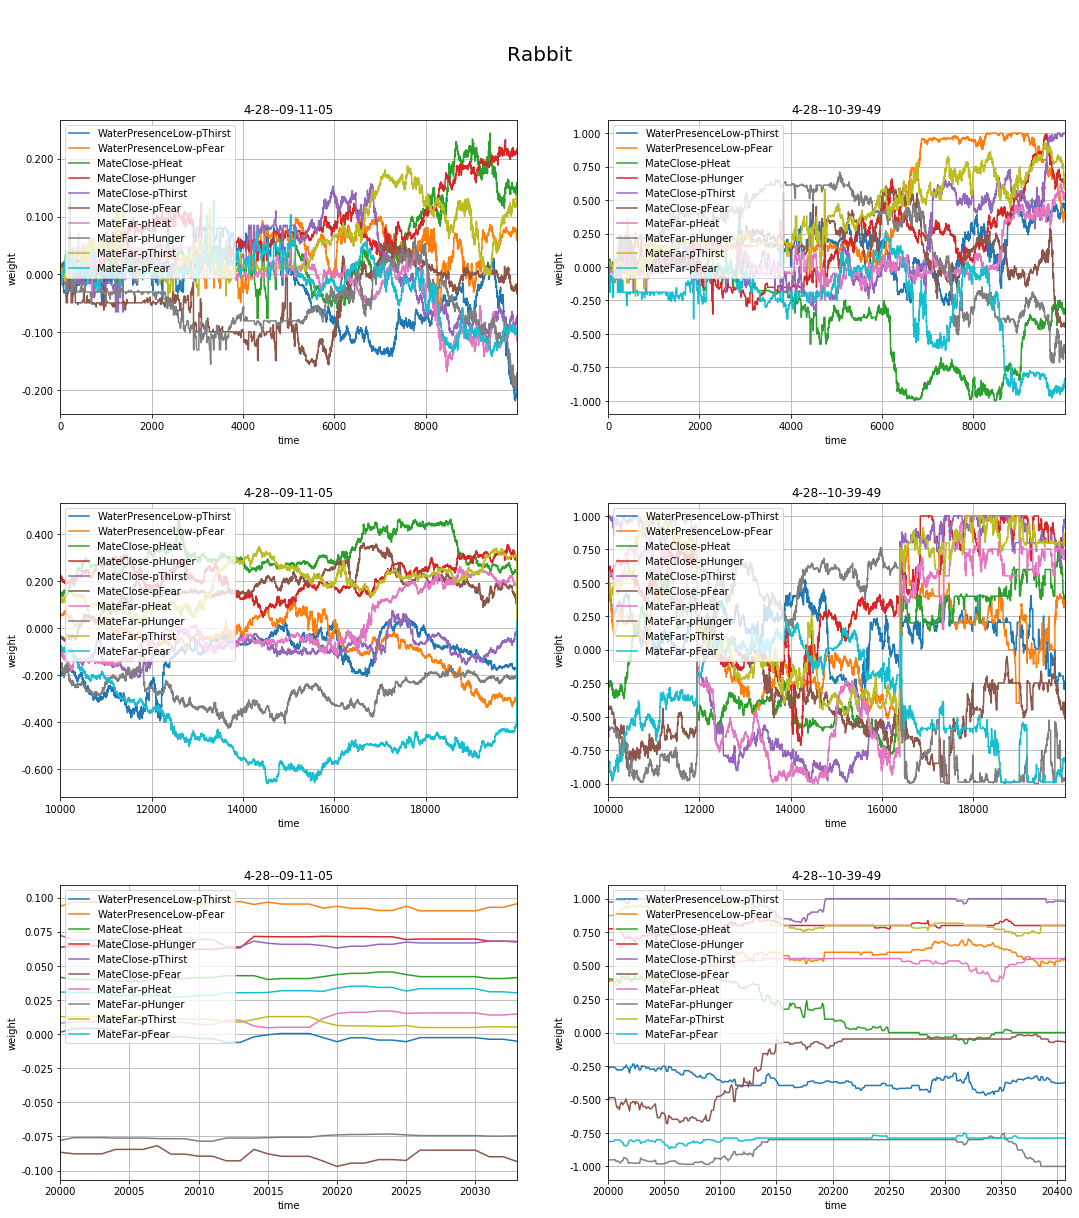 Rabbit
4-28--09-11-05
weight
0.200
0.100
0.000
-0.100
-0.200
WaterPresenceLow-pThirst
WaterPresenceLow-pFear
MateClose-pHeat
MateClose-pHunger
MateClose-pThirst
MateClose-pFear
MateFar-pHeat
MateFar-pHunger
MateFar-pThirst
MateFar-pFear
0 2000 4000 6000 8000
time
4-28--10-39-49
weight
1.000
0.750
0.500
0.250
0.000
-0.250
-0.500
-0.750
-1.000
WaterPresenceLow-pThirst
WaterPresenceLow-pFear
MateClose-pHeat
MateClose-pHunger
MateClose-pThirst
MateClose-pFear
MateFar-pHeat
MateFar-pHunger
MateFar-pThirst
MateFar-pFear
0 2000 4000 6000 8000
time
4-28--09-11-05
weight
0.400
0.200
0.000
-0.200
-0.400
-0.600
WaterPresenceLow-pThirst
WaterPresenceLow-pFear
MateClose-pHeat
MateClose-pHunger
MateClose-pThirst
MateClose-pFear
MateFar-pHeat
MateFar-pHunger
MateFar-pThirst
MateFar-pFear
10000 12000 14000 16000 18000
time
4-28--10-39-49
weight
1.000
0.750
0.500
0.250
0.000
-0.250
-0.500
-0.750
-1.000
WaterPresenceLow-pThirst
WaterPresenceLow-pFear
MateClose-pHeat
MateClose-pHunger
MateClose-pThirst
MateClose-pFear
MateFar-pHeat
MateFar-pHunger
MateFar-pThirst
MateFar-pFear
10000 12000 14000 16000 18000
time
4-28--09-11-05
weight
0.100
0.075
0.050
0.025
0.000
-0.025
-0.050
-0.075
-0.100
WaterPresenceLow-pThirst
WaterPresenceLow-pFear
MateClose-pHeat
MateClose-pHunger
MateClose-pThirst
MateClose-pFear
MateFar-pHeat
MateFar-pHunger
MateFar-pThirst
MateFar-pFear
20000 20005 20010 20015 20020 20025 20030
time
4-28--10-39-49
weight
1.000
0.750
0.500
0.250
0.000
-0.250
-0.500
-0.750
-1.000
WaterPresenceLow-pThirst
WaterPresenceLow-pFear
MateClose-pHeat
MateClose-pHunger
MateClose-pThirst
MateClose-pFear
MateFar-pHeat
MateFar-pHunger
MateFar-pThirst
MateFar-pFear
20000 20050 20100 20150 20200 20250 20300 20350 20400
time